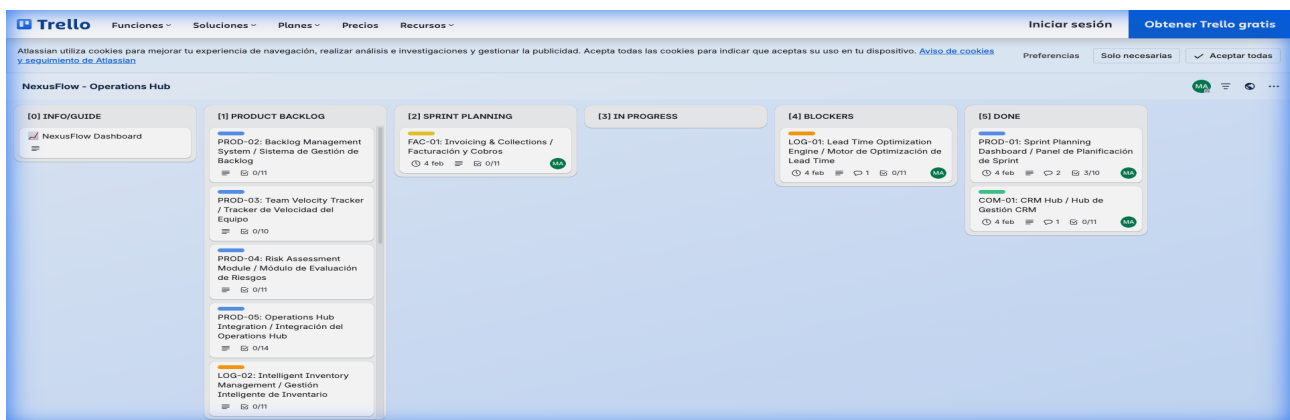 Trello
Funciones
Soluciones
Planes
Precios
Recursos
Iniciar sesión
Obtener Trello gratis
Atlassian utiliza cookies para mejorar tu experiencia de navegación, realizar análisis e investigaciones y gestionar la publicidad. Acepta todas las cookies para indicar que aceptas su uso en tu dispositivo. Aviso de cookies
y seguimiento de Atlassian
Preferencias
Solo necesarias
Aceptar todas
NexusFlow - Operations Hub
MA
[0] INFO/GUIDE
NexusFlow Dashboard
[1] PRODUCT BACKLOG
PROD-02: Backlog Management
System / Sistema de Gestión de
Backlog
0/11
PROD-03: Team Velocity Tracker
/ Tracker de Velocidad del
Equipo
0/10
PROD-04: Risk Assessment
Module / Módulo de Evaluación
de Riesgos
0/11
PROD-05: Operations Hub
Integration / Integración del
Operations Hub
0/14
LOG-02: Intelligent Inventory
Management / Gestión
Inteligente de Inventario
0/11
[2] SPRINT PLANNING
FAC-01: Invoicing & Collections /
Facturación y Cobros
4 feb 0/11 MA
[3] IN PROGRESS
[4] BLOCKERS
LOG-01: Lead Time Optimization
Engine / Motor de Optimización de
Lead Time
4 feb 1 0/11 MA
[5] DONE
PROD-01: Sprint Planning
Dashboard / Panel de Planificación
de Sprint
4 feb 2 3/10 MA
COM-01: CRM Hub / Hub de
Gestión CRM
4 feb 1 0/11 MA